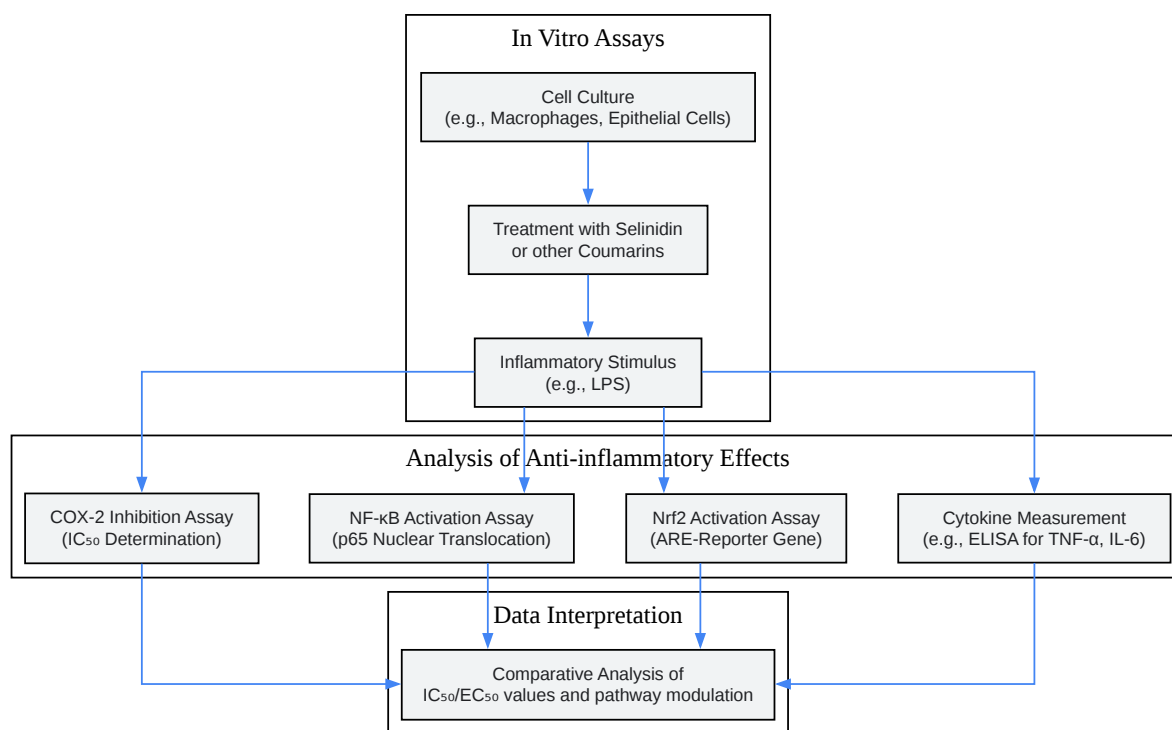 In Vitro Assays
Cell Culture
(e.g., Macrophages, Epithelial Cells)
Treatment with Selinidin
or other Coumarins
Inflammatory Stimulus
(e.g., LPS)
Analysis of Anti-inflammatory Effects
COX-2 Inhibition Assay
(IC₅₀ Determination)
NF-κB Activation Assay
(p65 Nuclear Translocation)
Nrf2 Activation Assay
(ARE-Reporter Gene)
Cytokine Measurement
(e.g., ELISA for TNF-α, IL-6)
Data Interpretation
Comparative Analysis of
IC₅₀/EC₅₀ values and pathway modulation